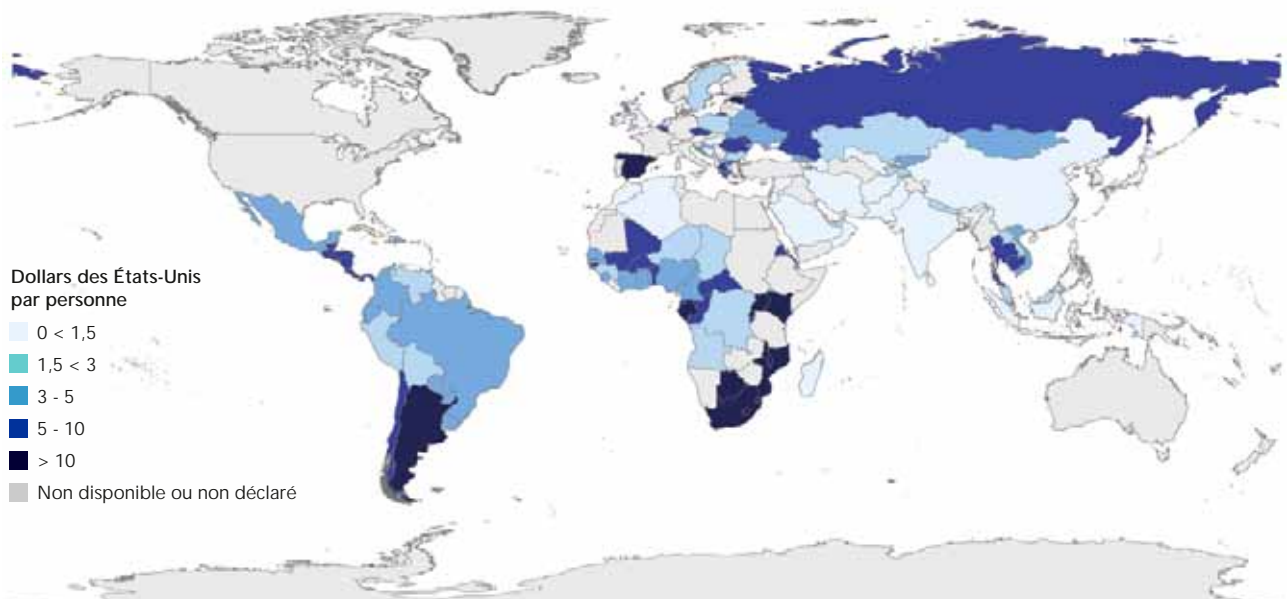 Dollars des États-Unis
par personne
0 < 1,5
1,5 < 3
3 - 5
5 - 10
> 10
Non disponible ou non déclaré